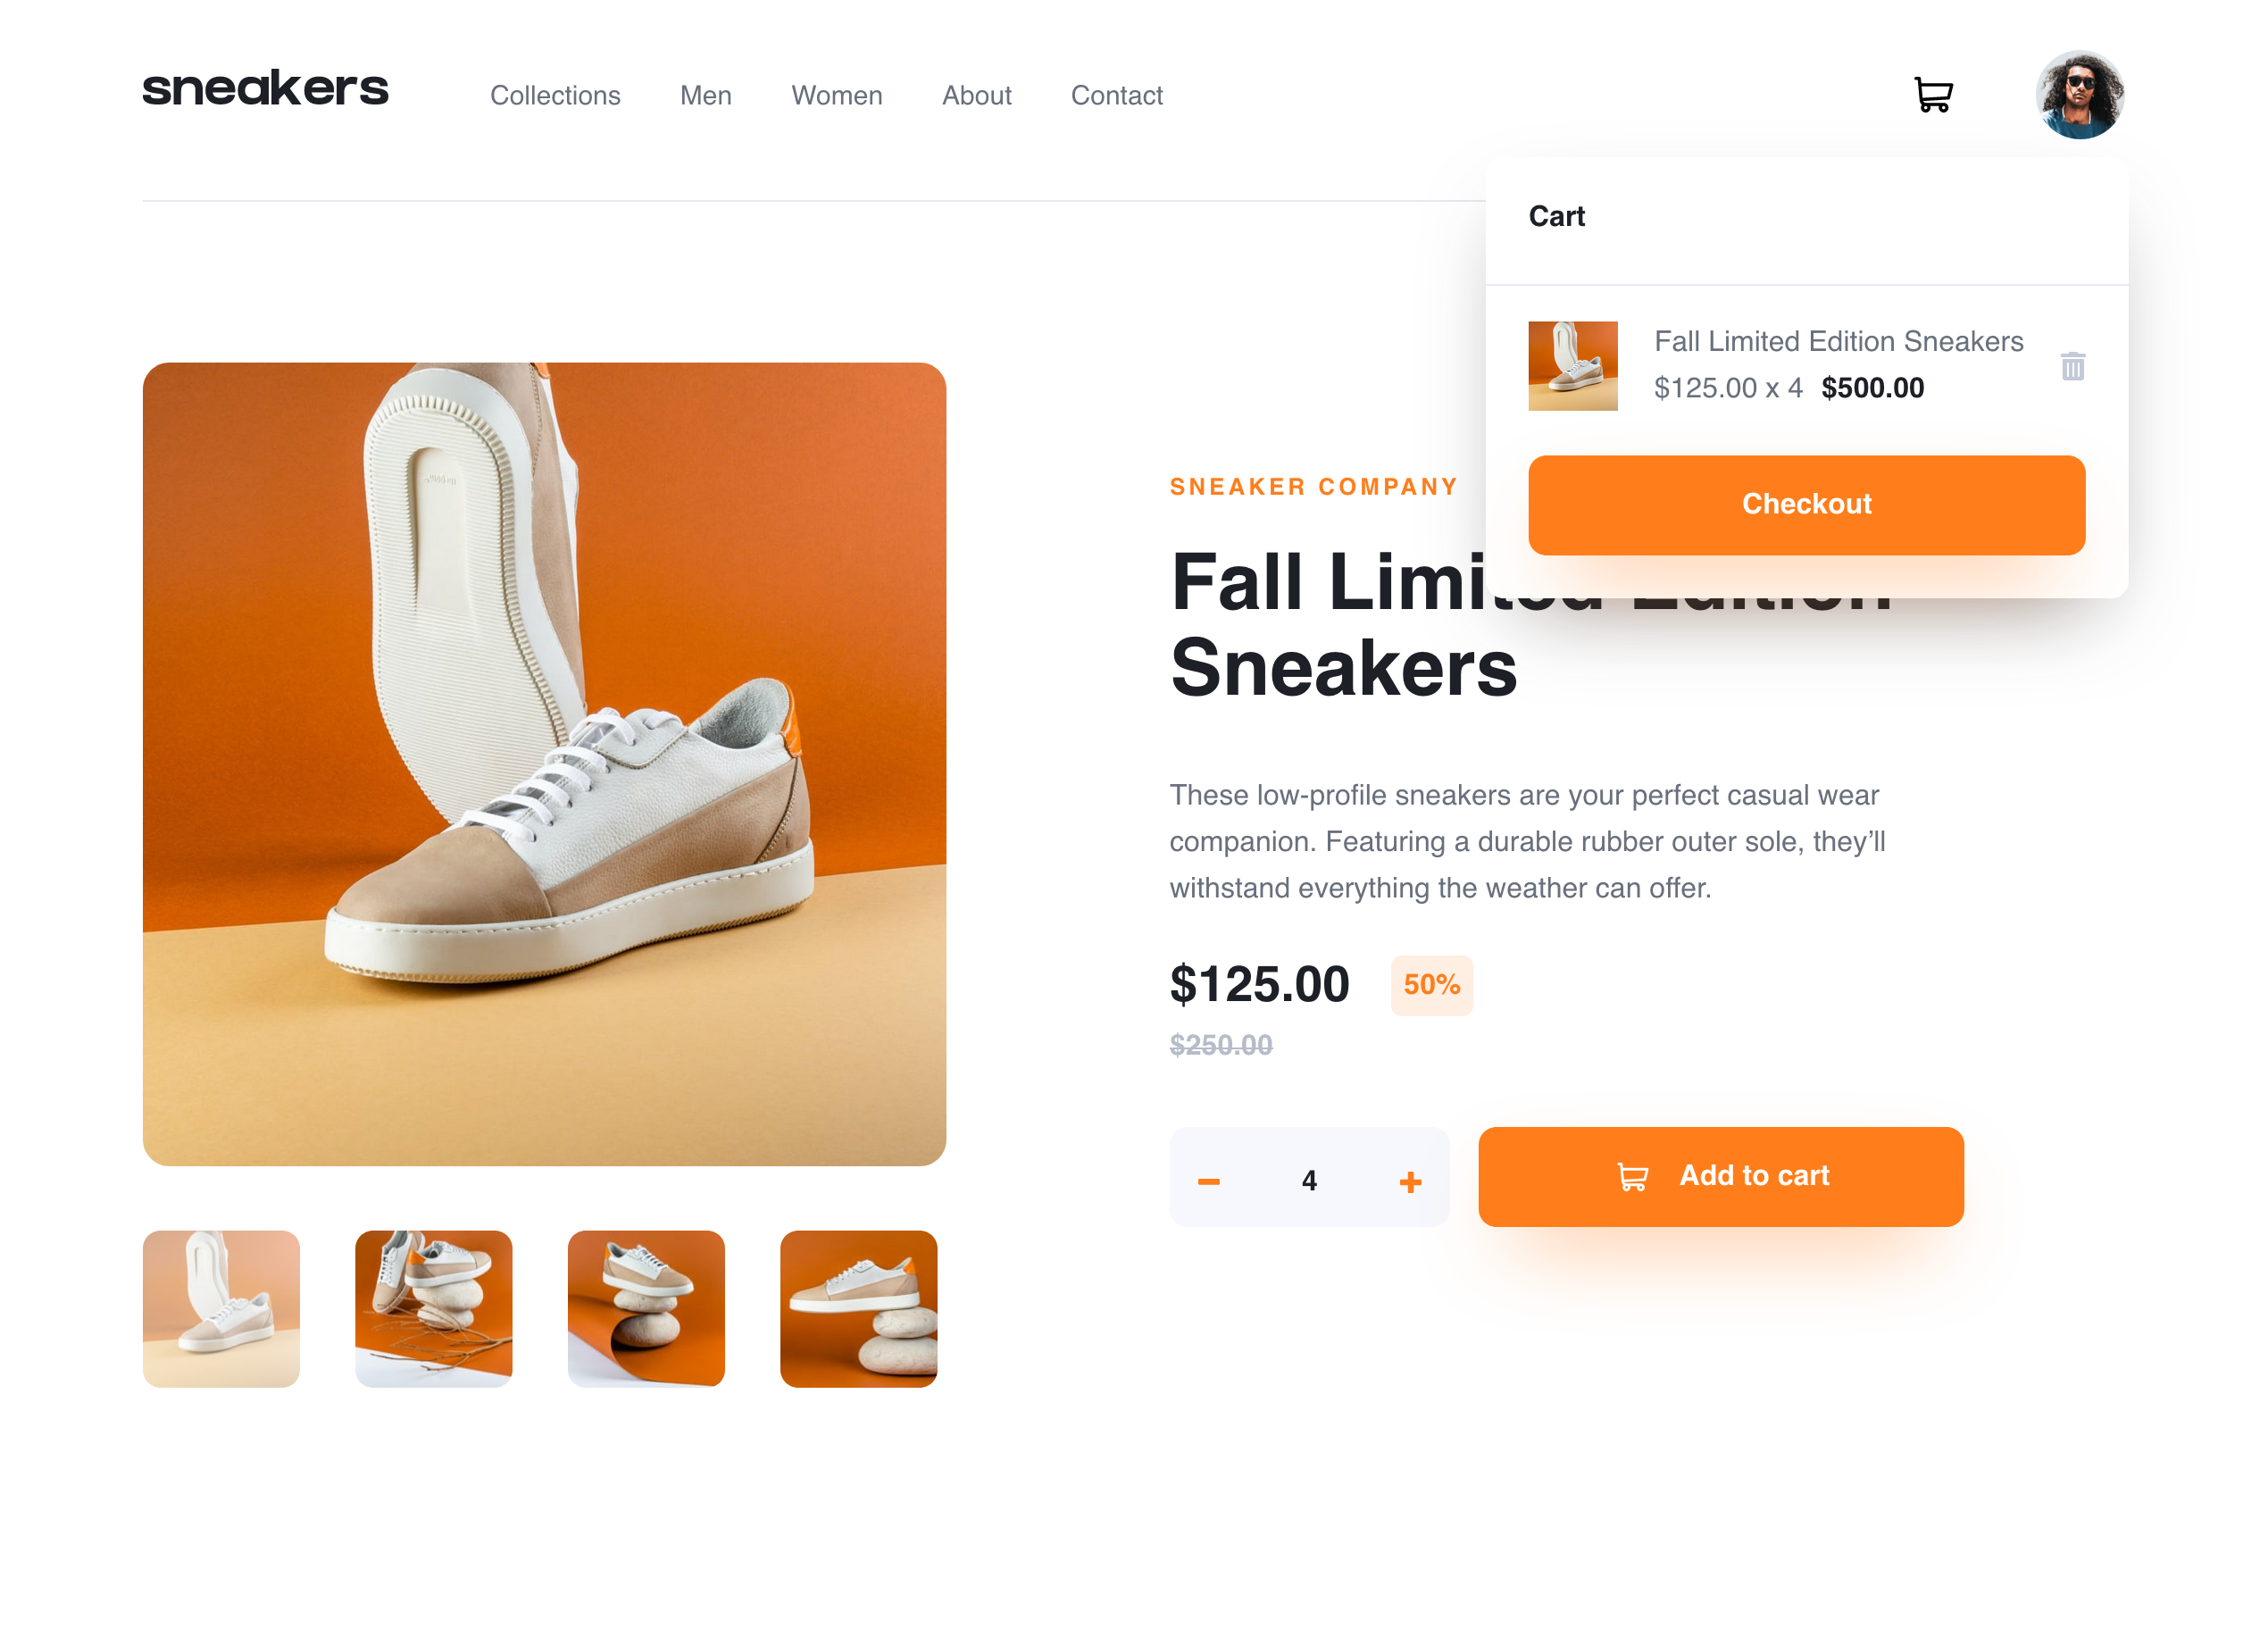 sneakers
Collections
Men
Women
About
Contact
Cart
Fall Limited Edition Sneakers
$125.00 x 4 $500.00
Checkout
SNEAKER COMPANY
Fall Limited Edition
Sneakers
These low-profile sneakers are your perfect casual wear
companion. Featuring a durable rubber outer sole, they’ll
withstand everything the weather can offer.
$125.00
50%
$250.00
4
Add to cart